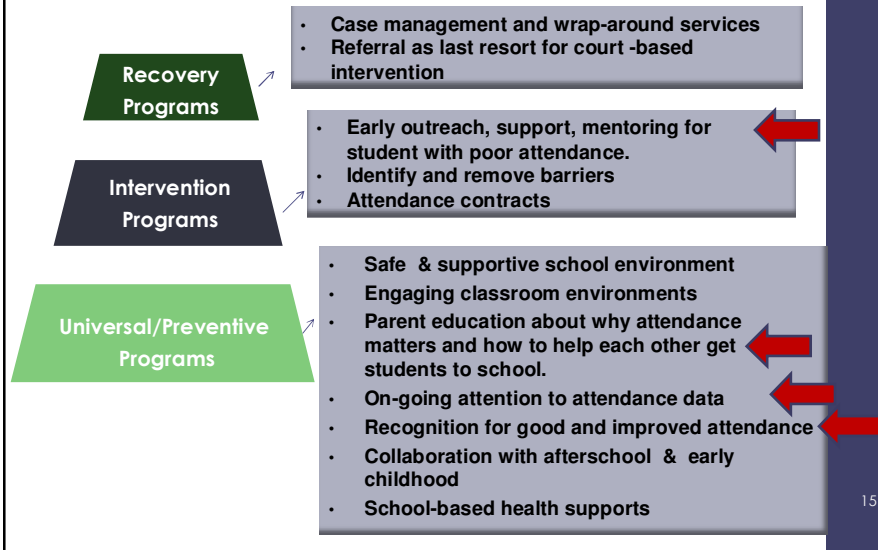 Recovery
Programs
• Case management and wrap-around services
• Referral as last resort for court -based
intervention
Intervention
Programs
• Early outreach, support, mentoring for
student with poor attendance.
• Identify and remove barriers
• Attendance contracts
Universal/Preventive
Programs
• Safe & supportive school environment
• Engaging classroom environments
• Parent education about why attendance
matters and how to help each other get
students to school.
• On-going attention to attendance data
• Recognition for good and improved attendance
• Collaboration with afterschool & early
childhood
• School-based health supports
15